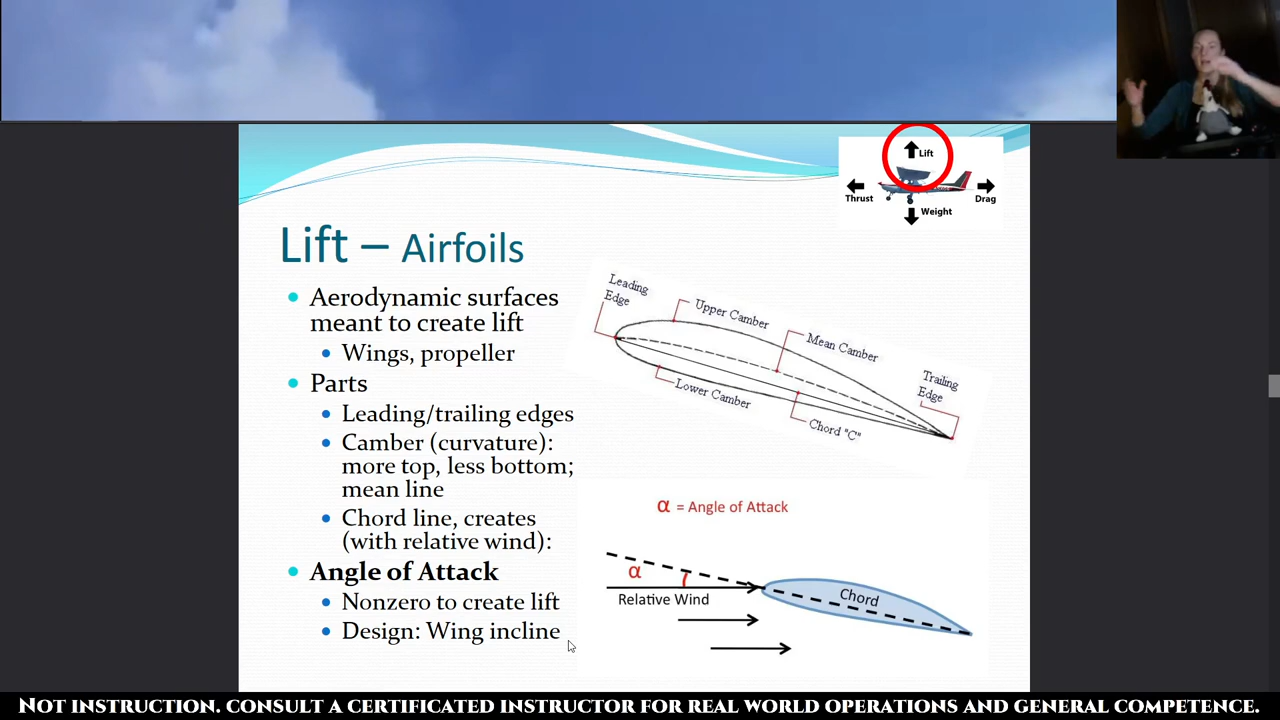 Lift
Thrust
Drag
Weight
Lift – Airfoils
Aerodynamic surfaces
meant to create lift
Wings, propeller
Parts
Leading/trailing edges
Camber (curvature):
more top, less bottom;
mean line
Chord line, creates
(with relative wind):
Angle of Attack
Nonzero to create lift
Design: Wing incline
Leading
Edge
Upper Camber
Mean Camber
Trailing
Edge
Lower Camber
Chord "C"
α = Angle of Attack
α
Relative Wind
Chord
Not instruction. Consult a certificated instructor for real world operations and general competence.